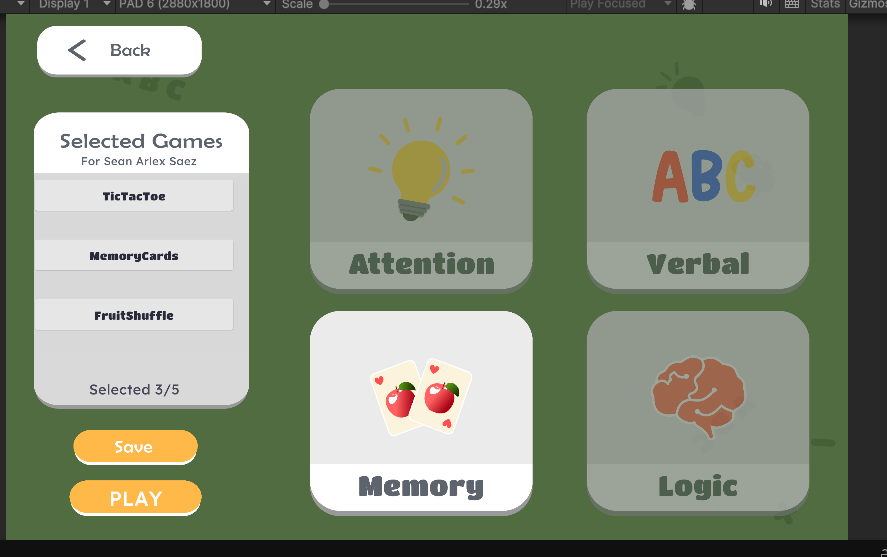 Display 1
PAD 6 (2880x1800)
Scale
0.29x
Play Focused
Stats
Gizmos
Back
ABC
Selected Games
For Sean Arlex Saez
TicTacToe
MemoryCards
FruitShuffle
Selected 3/5
Save
PLAY
Attention
ABC
Verbal
Memory
Logic